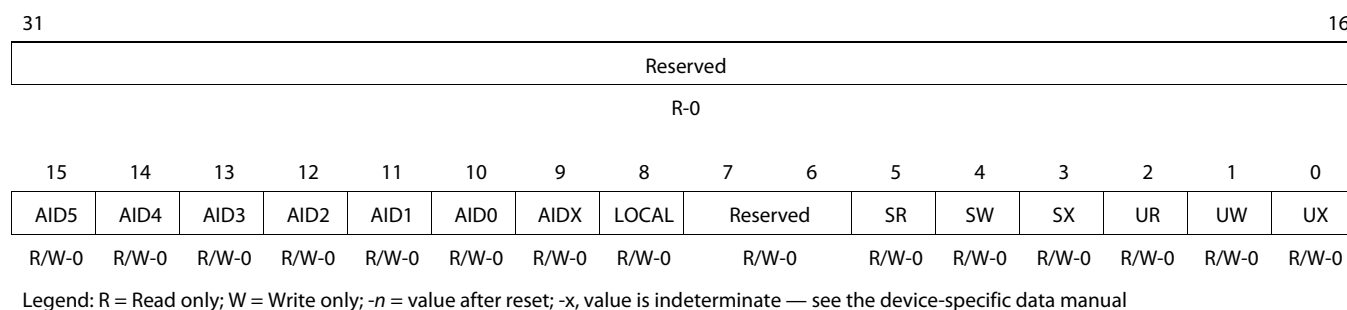 31 16
Reserved
R-0
15 14 13 12 11 10 9 8 7 6 5 4 3 2 1 0
AID5 AID4 AID3 AID2 AID1 AID0 AIDX LOCAL Reserved SR SW SX UR UW UX
R/W-0 R/W-0 R/W-0 R/W-0 R/W-0 R/W-0 R/W-0 R/W-0 R/W-0 R/W-0 R/W-0 R/W-0 R/W-0 R/W-0 R/W-0
Legend: R = Read only; W = Write only; -n = value after reset; -x, value is indeterminate — see the device-specific data manual